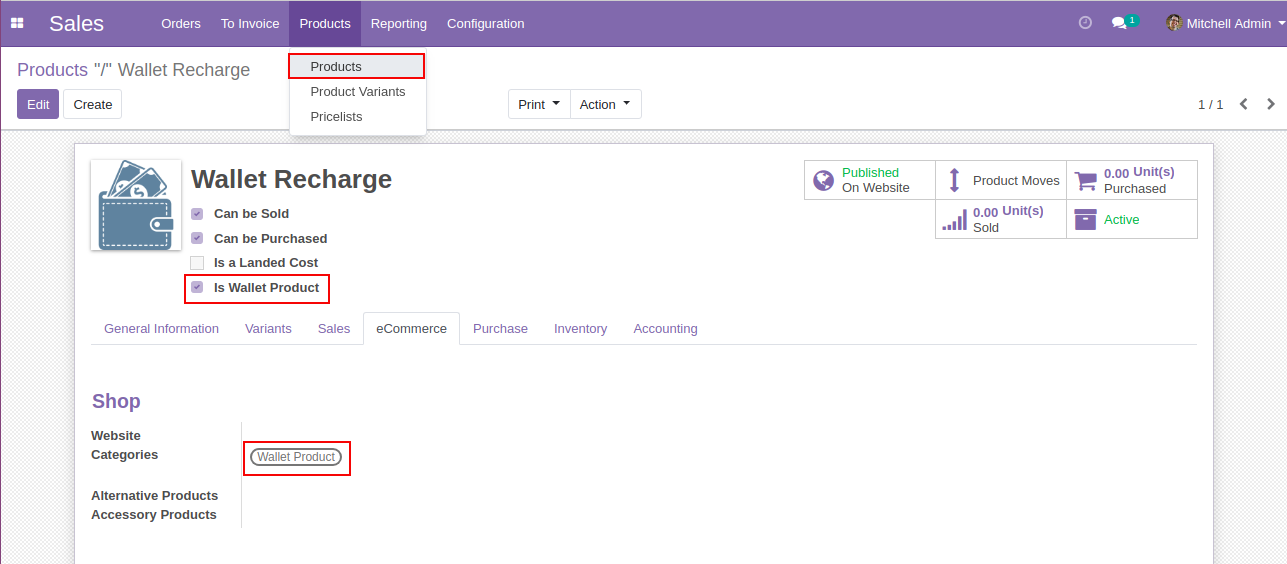 Sales Orders To Invoice Products Reporting Configuration 1 Mitchell Admin
Products "/" Wallet Recharge
Products
Product Variants
Pricelists
Edit Create Print Action 1 / 1
Wallet Recharge
Can be Sold
Can be Purchased
Is a Landed Cost
Is Wallet Product
Published
On Website
Product Moves
0.00 Unit(s)
Purchased
0.00 Unit(s)
Sold
Active
General Information Variants Sales eCommerce Purchase Inventory Accounting
Shop
Website
Categories
Wallet Product
Alternative Products
Accessory Products